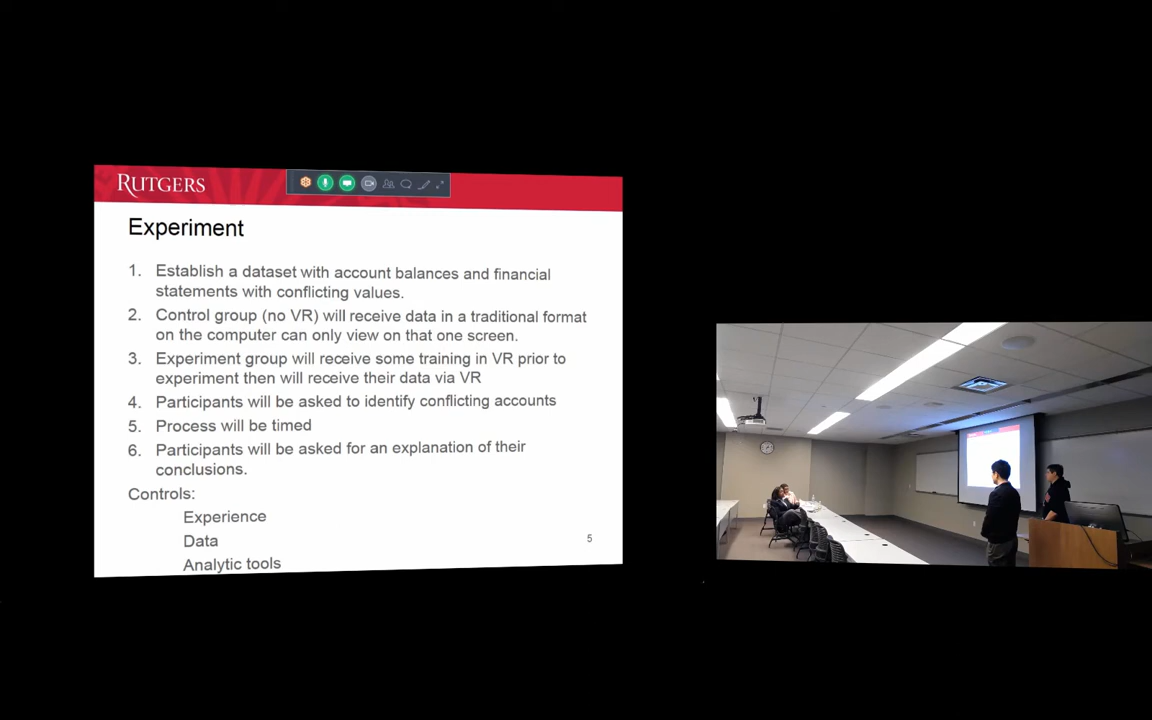 RUTGERS
Experiment
1. Establish a dataset with account balances and financial
statements with conflicting values.
2. Control group (no VR) will receive data in a traditional format
on the computer can only view on that one screen.
3. Experiment group will receive some training in VR prior to
experiment then will receive their data via VR
4. Participants will be asked to identify conflicting accounts
5. Process will be timed
6. Participants will be asked for an explanation of their
conclusions.
Controls:
Experience
Data
Analytic tools
5